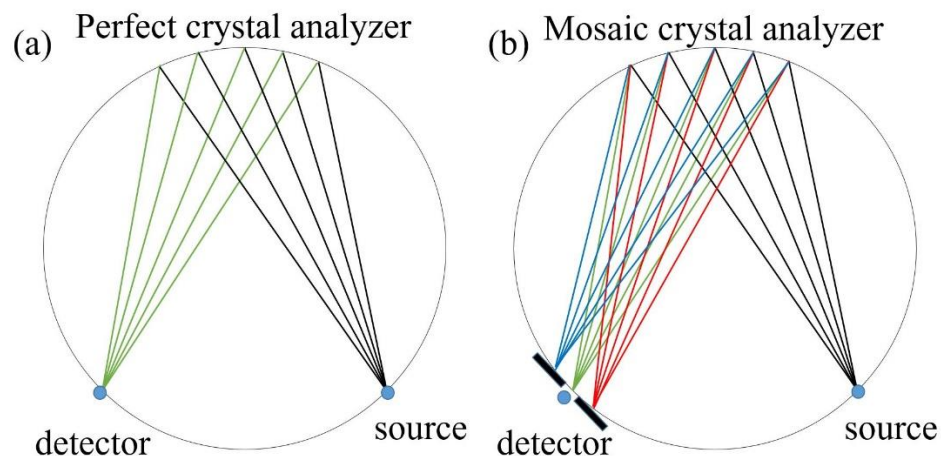 (a) Perfect crystal analyzer
detector
source
(b) Mosaic crystal analyzer
detector
source